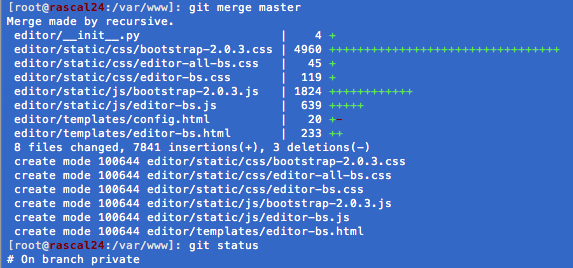 [root@rascal24:/var/www]: git merge master
Merge made by recursive.
editor/__init__.py | 4 +
editor/static/css/bootstrap-2.0.3.css | 4960 ++++++++++++++++++++++++++++++++++
editor/static/css/editor-all-bs.css | 45 +
editor/static/css/editor-bs.css | 119 +
editor/static/js/bootstrap-2.0.3.js | 1824 ++++++++++++
editor/static/js/editor-bs.js | 639 +++++
editor/templates/config.html | 20 +-
editor/templates/editor-bs.html | 233 ++
8 files changed, 7841 insertions(+), 3 deletions(-)
create mode 100644 editor/static/css/bootstrap-2.0.3.css
create mode 100644 editor/static/css/editor-all-bs.css
create mode 100644 editor/static/css/editor-bs.css
create mode 100644 editor/static/js/bootstrap-2.0.3.js
create mode 100644 editor/static/js/editor-bs.js
create mode 100644 editor/templates/editor-bs.html
[root@rascal24:/var/www]: git status
# On branch private